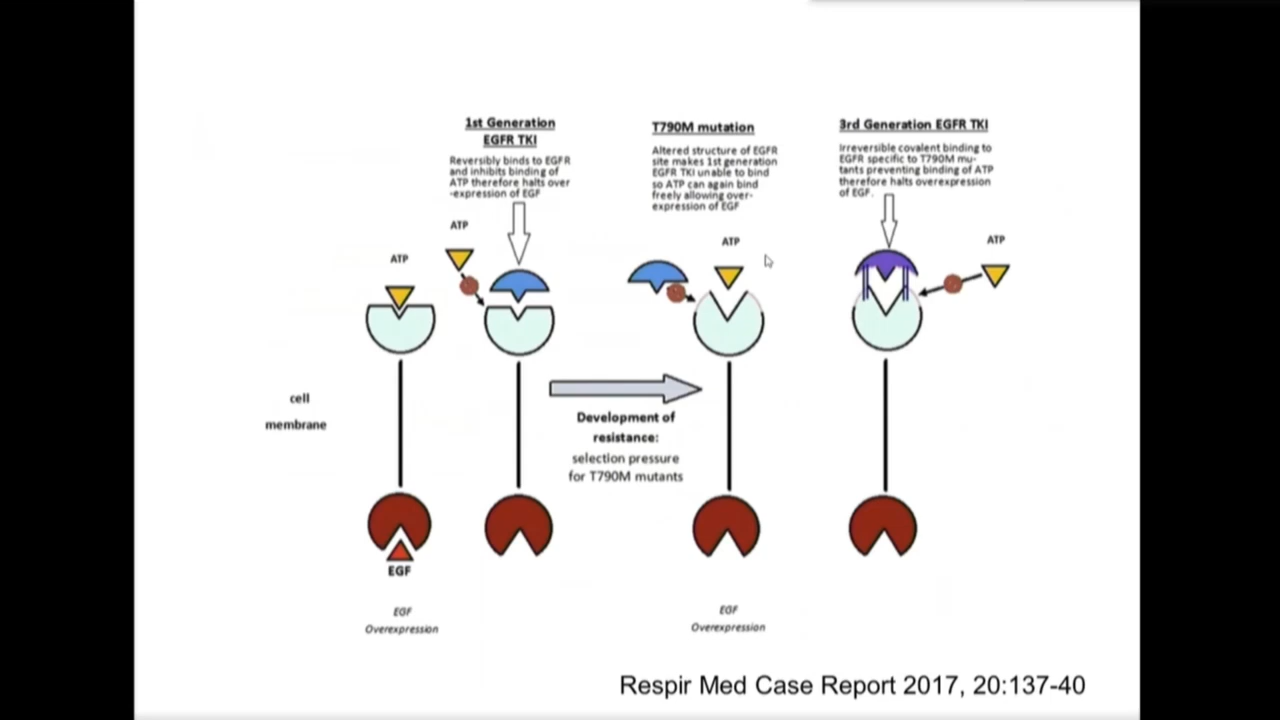 1st Generation
EGFR TKI
Reversibly binds to EGFR
and inhibits binding of
ATP therefore halts over
-expression of EGF
T790M mutation
Altered structure of EGFR
site makes 1st generation
EGFR TKI unable to bind
so ATP can again bind
freely allowing over-
expression of EGF
3rd Generation EGFR TKI
Irreversible covalent binding to
EGFR specific to T790M mu-
tants preventing binding of ATP
therefore halts overexpression
of EGF.
ATP
ATP
ATP
ATP
cell
membrane
Development of
resistance:
selection pressure
for T790M mutants
EGF
EGF
Overexpression
EGF
Overexpression
Respir Med Case Report 2017, 20:137-40